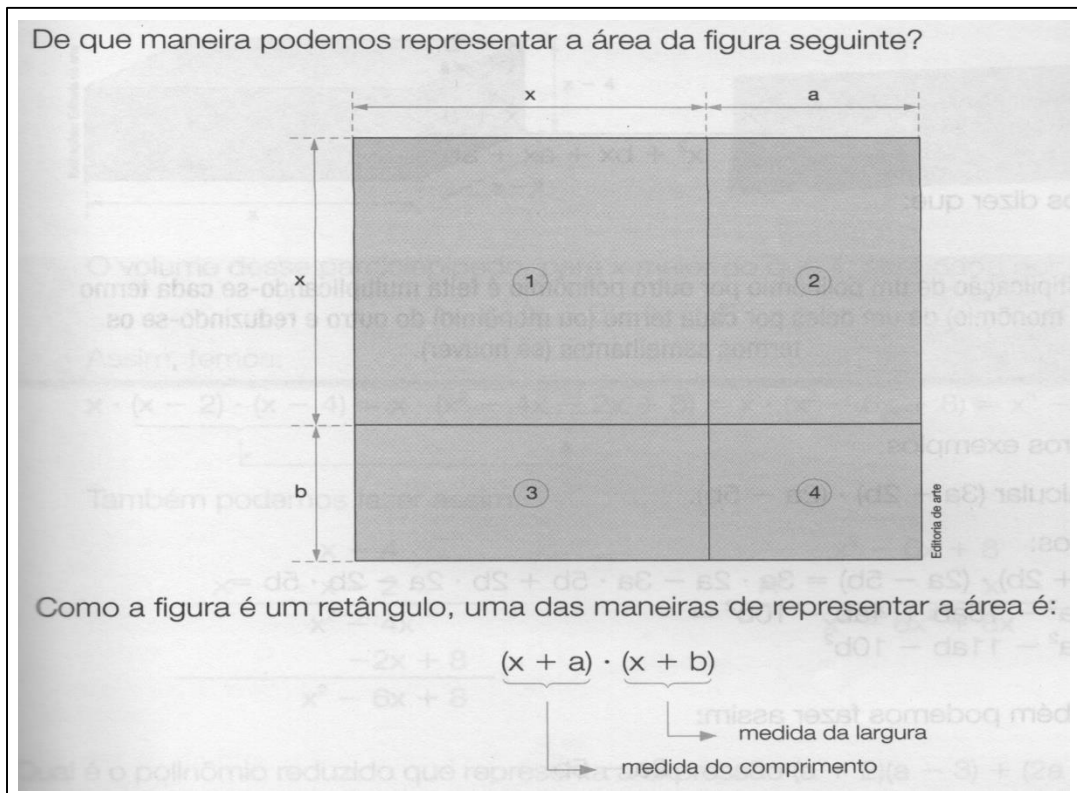 De que maneira podemos representar a área da figura seguinte?
x
a
x
1
2
b
3
4
Editoria de arte
Como a figura é um retângulo, uma das maneiras de representar a área é:
(x + a) · (x + b)
medida da largura
medida do comprimento